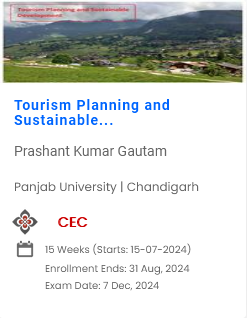 Tourism Planning and Sustainable
Development
Tourism Planning and
Sustainable...
Prashant Kumar Gautam
Panjab University | Chandigarh
CEC
15 Weeks (Starts: 15-07-2024)
Enrollment Ends: 31 Aug, 2024
Exam Date: 7 Dec, 2024